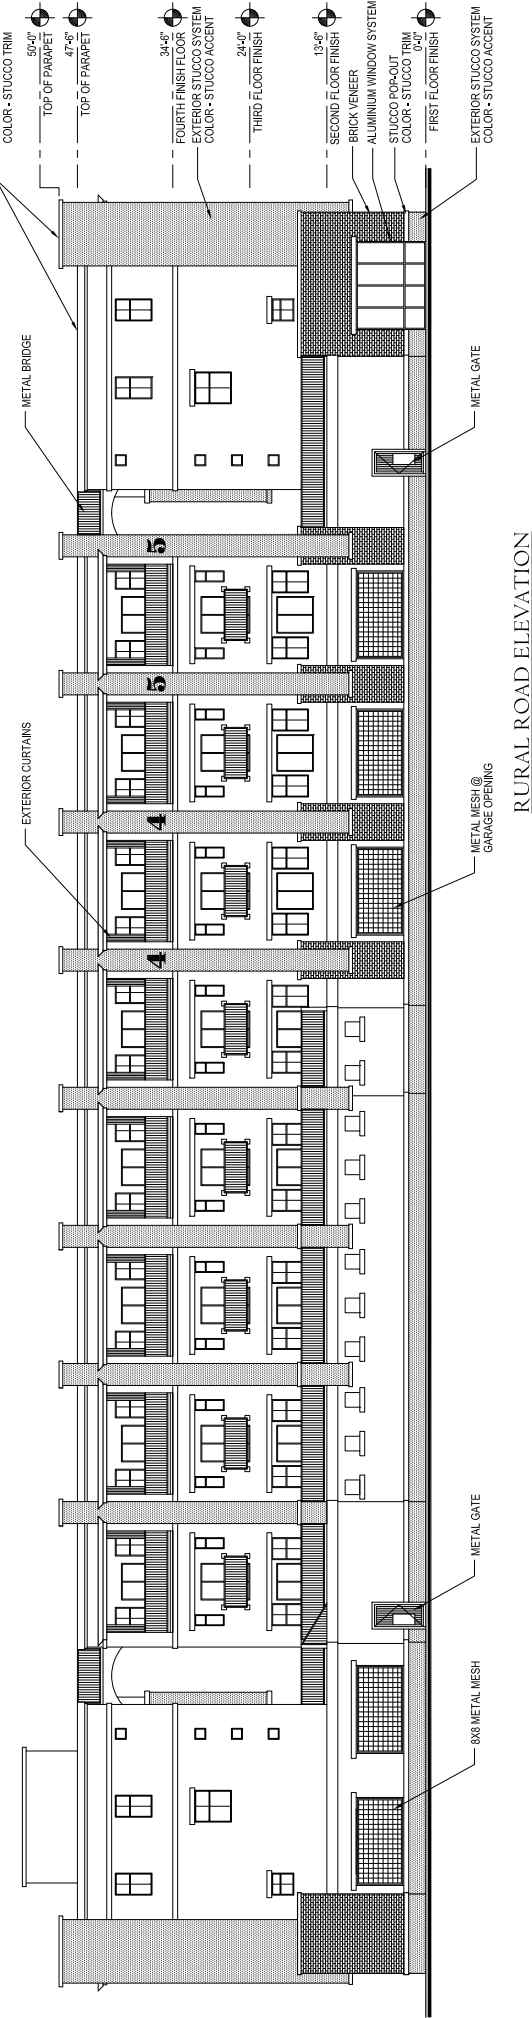 COLOR - STUCCO TRIM
50'-0"
TOP OF PARAPET
47'-6"
TOP OF PARAPET
34'-6"
FOURTH FINISH FLOOR
EXTERIOR STUCCO SYSTEM
COLOR - STUCCO ACCENT
24'-0"
THIRD FLOOR FINISH
13'-6"
SECOND FLOOR FINISH
BRICK VENEER
ALUMINIUM WINDOW SYSTEM
STUCCO POP-OUT
COLOR - STUCCO TRIM
0'-0"
FIRST FLOOR FINISH
EXTERIOR STUCCO SYSTEM
COLOR - STUCCO ACCENT
METAL BRIDGE
EXTERIOR CURTAINS
4
4
5
5
8X8 METAL MESH
METAL GATE
METAL MESH @
GARAGE OPENING
METAL GATE
RURAL ROAD ELEVATION